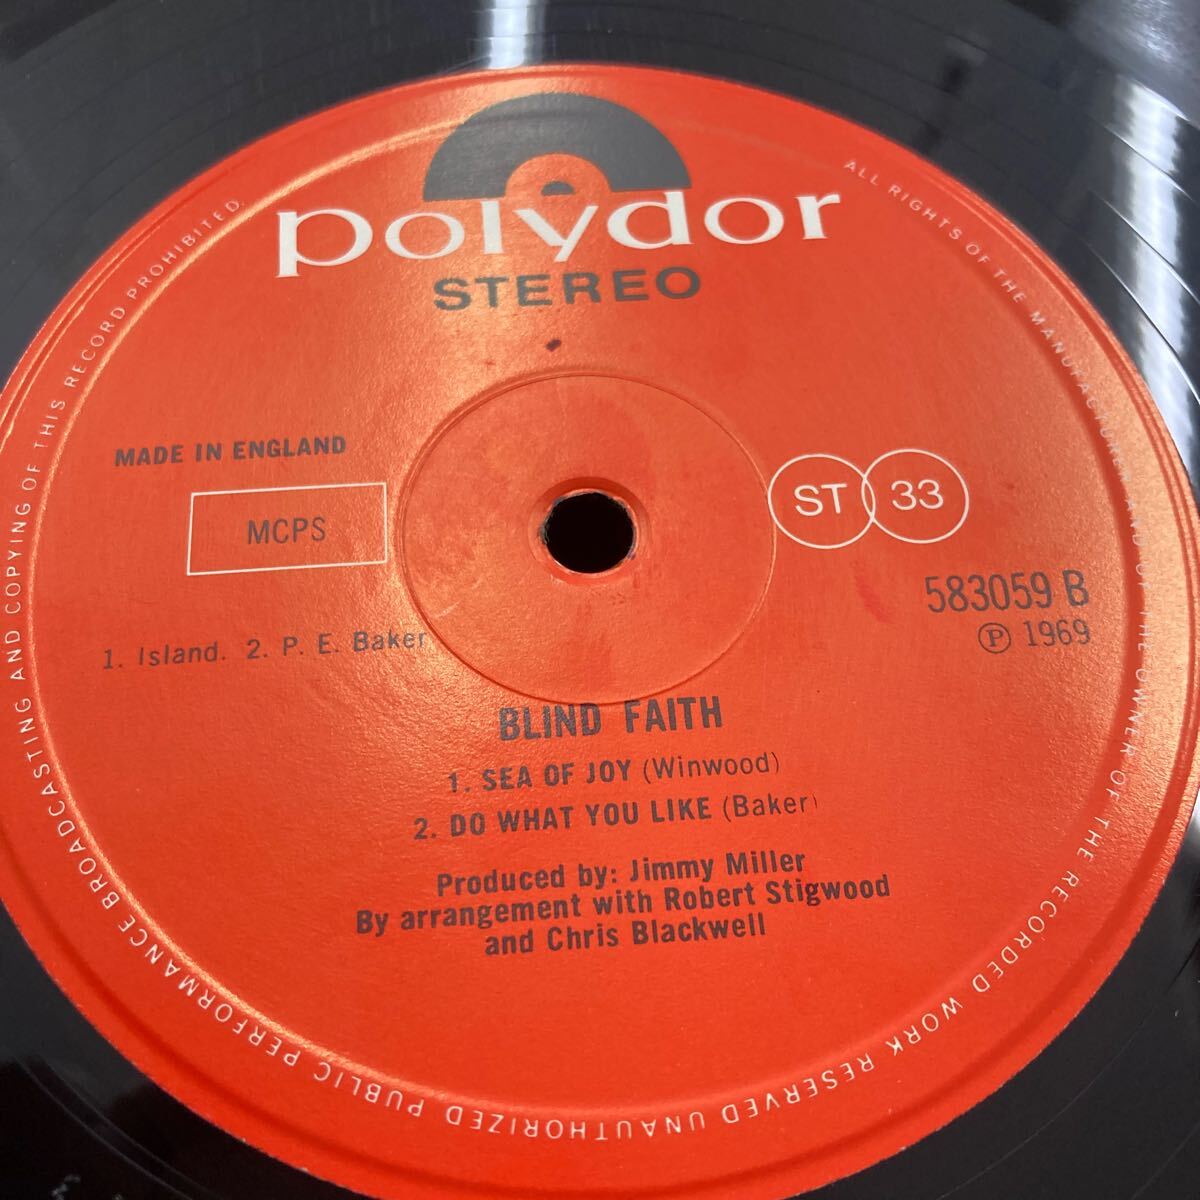 polydor
STEREO
MADE IN ENGLAND
MCPS
ST 33
583059 B
℗ 1969
1. Island. 2. P. E. Baker
BLIND FAITH
1. SEA OF JOY (Winwood)
2. DO WHAT YOU LIKE (Baker)
Produced by: Jimmy Miller
By arrangement with Robert Stigwood
and Chris Blackwell
ALL RIGHTS OF THE MANUFACTURER AND OF THE OWNER OF THE RECORDED WORK RESERVED UNAUTHORIZED PUBLIC PERFORMANCE BROADCASTING AND COPYING OF THIS RECORD PROHIBITED.